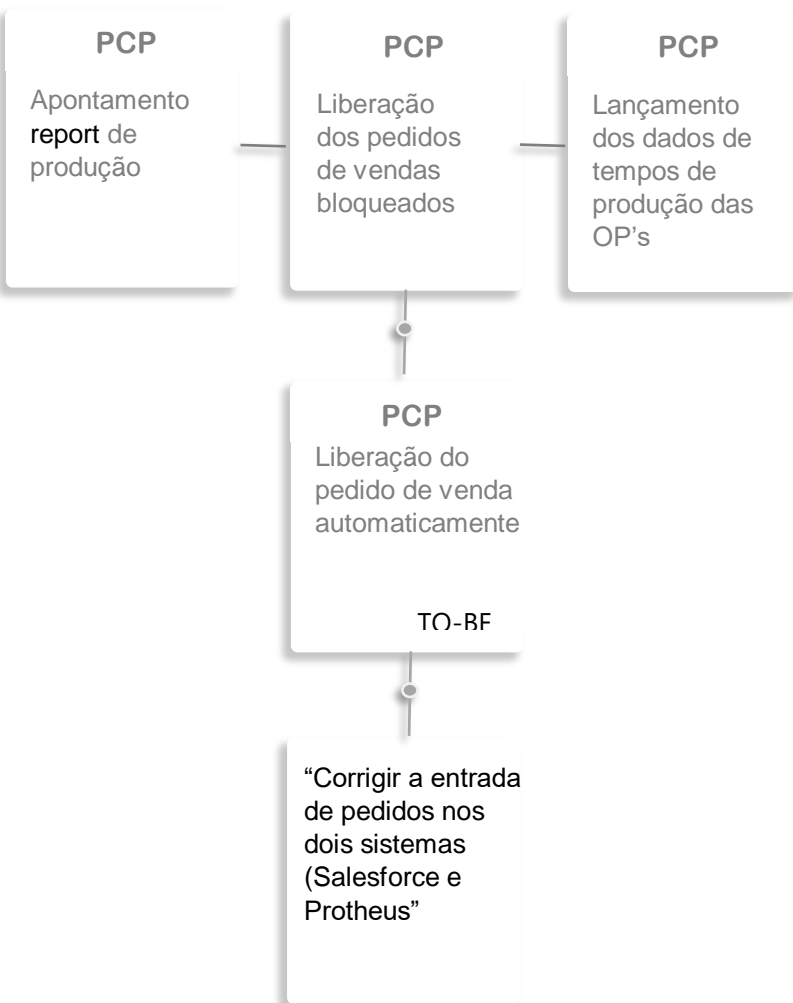 PCP
Apontamento
report de
produção
PCP
Liberação
dos pedidos
de vendas
bloqueados
PCP
Lançamento
dos dados de
tempos de
produção das
OP's
PCP
Liberação do
pedido de venda
automaticamente
TO-BE
“Corrigir a entrada
de pedidos nos
dois sistemas
(Salesforce e
Protheus”